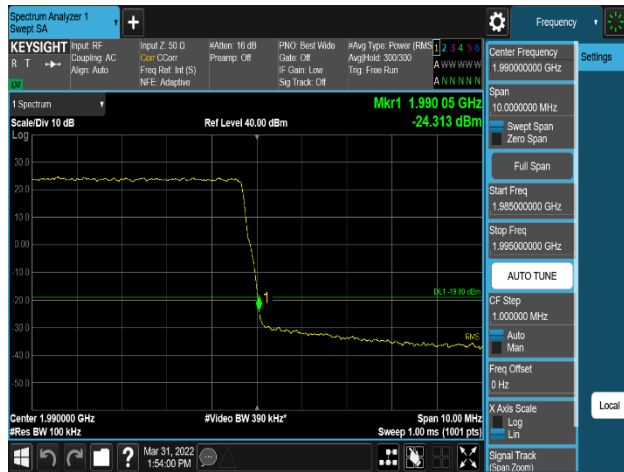 Spectrum Analyzer 1
Swept SA
Frequency
KEYSIGHT
R T
LXI
Input: RF
Coupling: AC
Align: Auto
Input Z: 50 Ω
Corr CCorr
Freq Ref: Int (S)
NFE: Adaptive
#Atten: 16 dB
Preamp: Off
PNO: Best Wide
Gate: Off
IF Gain: Low
Sig Track: Off
#Avg Type: Power (RMS
Avg|Hold: 300/300
Trig: Free Run
1 2 3 4 5 6
A W W W W W
A N N N N N
1 Spectrum
Scale/Div 10 dB
Ref Level 40.00 dBm
Mkr1 1.990 05 GHz
-24.313 dBm
Log
30.0
20.0
10.0
0.00
-10.0
-20.0
-30.0
-40.0
-50.0
1
DL1 -19.00 dBm
RMS
Center 1.990000 GHz
#Res BW 100 kHz
#Video BW 390 kHz*
Span 10.00 MHz
Sweep 1.00 ms (1001 pts)
Mar 31, 2022
1:54:00 PM
?
Center Frequency
1.990000000 GHz
Settings
Span
10.0000000 MHz
Swept Span
Zero Span
Full Span
Start Freq
1.985000000 GHz
Stop Freq
1.995000000 GHz
AUTO TUNE
CF Step
1.000000 MHz
Auto
Man
Freq Offset
0 Hz
X Axis Scale
Log
Lin
Local
Signal Track
(Span Zoom)